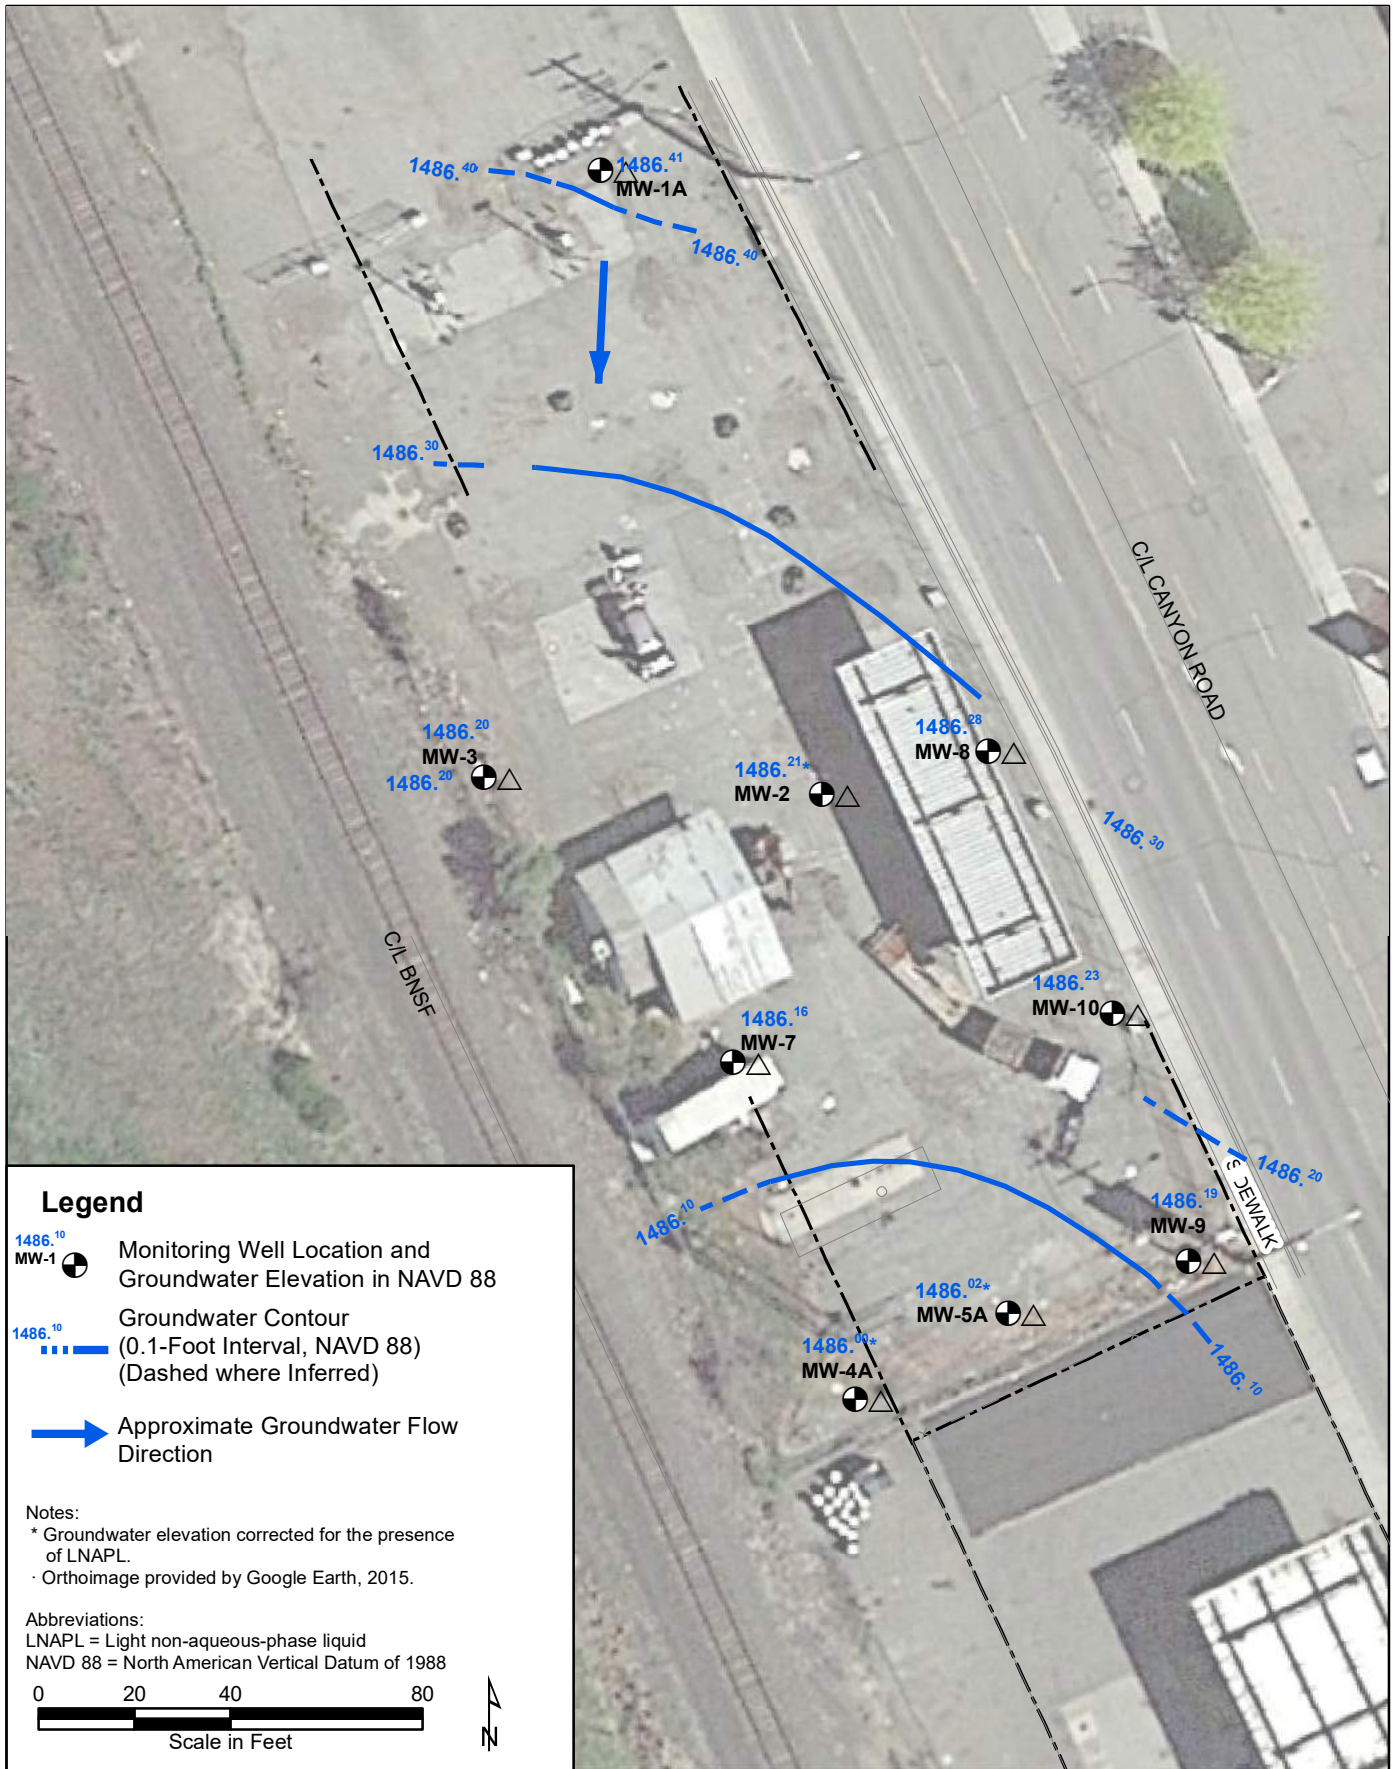 1486.40
1486.41
MW-1A
1486.40
1486.30
C/L CANYON ROAD
1486.20
MW-3
1486.20
1486.21*
MW-2
1486.28
MW-8
1486.30
C/L BNSF
1486.23
MW-10
1486.16
MW-7
1486.20
1486.10
1486.19
MW-9
1486.02*
MW-5A
1486.00*
MW-4A
1486.10
Legend
1486.10
MW-1
Monitoring Well Location and
Groundwater Elevation in NAVD 88
1486.10
Groundwater Contour
(0.1-Foot Interval, NAVD 88)
(Dashed where Inferred)
Approximate Groundwater Flow
Direction
Notes:
* Groundwater elevation corrected for the presence
of LNAPL.
· Orthoimage provided by Google Earth, 2015.
Abbreviations:
LNAPL = Light non-aqueous-phase liquid
NAVD 88 = North American Vertical Datum of 1988
0 20 40 80
Scale in Feet
N